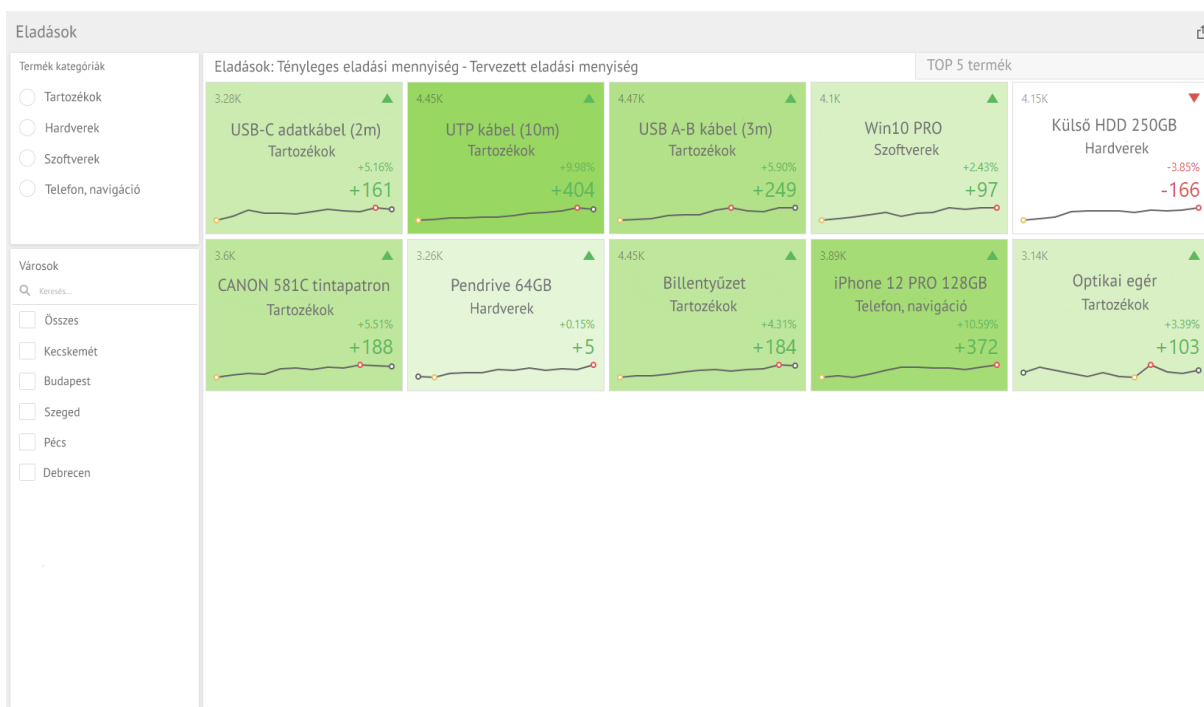 Eladások
Termék kategóriák
Tartozékok
Hardverek
Szoftverek
Telefon, navigáció
Városok
Keresés...
Összes
Kecskemét
Budapest
Szeged
Pécs
Debrecen
Eladások: Tényleges eladási mennyiség - Tervezett eladási menyiség
TOP 5 termék
3.28K
USB-C adatkábel (2m)
Tartozékok
+5.16%
+161
4.45K
UTP kábel (10m)
Tartozékok
+9.98%
+404
4.47K
USB A-B kábel (3m)
Tartozékok
+5.90%
+249
4.1K
Win10 PRO
Szoftverek
+2.43%
+97
4.15K
Külső HDD 250GB
Hardverek
-3.85%
-166
3.6K
CANON 581C tintapatron
Tartozékok
+5.51%
+188
3.26K
Pendrive 64GB
Hardverek
+0.15%
+5
4.45K
Billentyűzet
Tartozékok
+4.31%
+184
3.89K
iPhone 12 PRO 128GB
Telefon, navigáció
+10.59%
+372
3.14K
Optikai egér
Tartozékok
+3.39%
+103